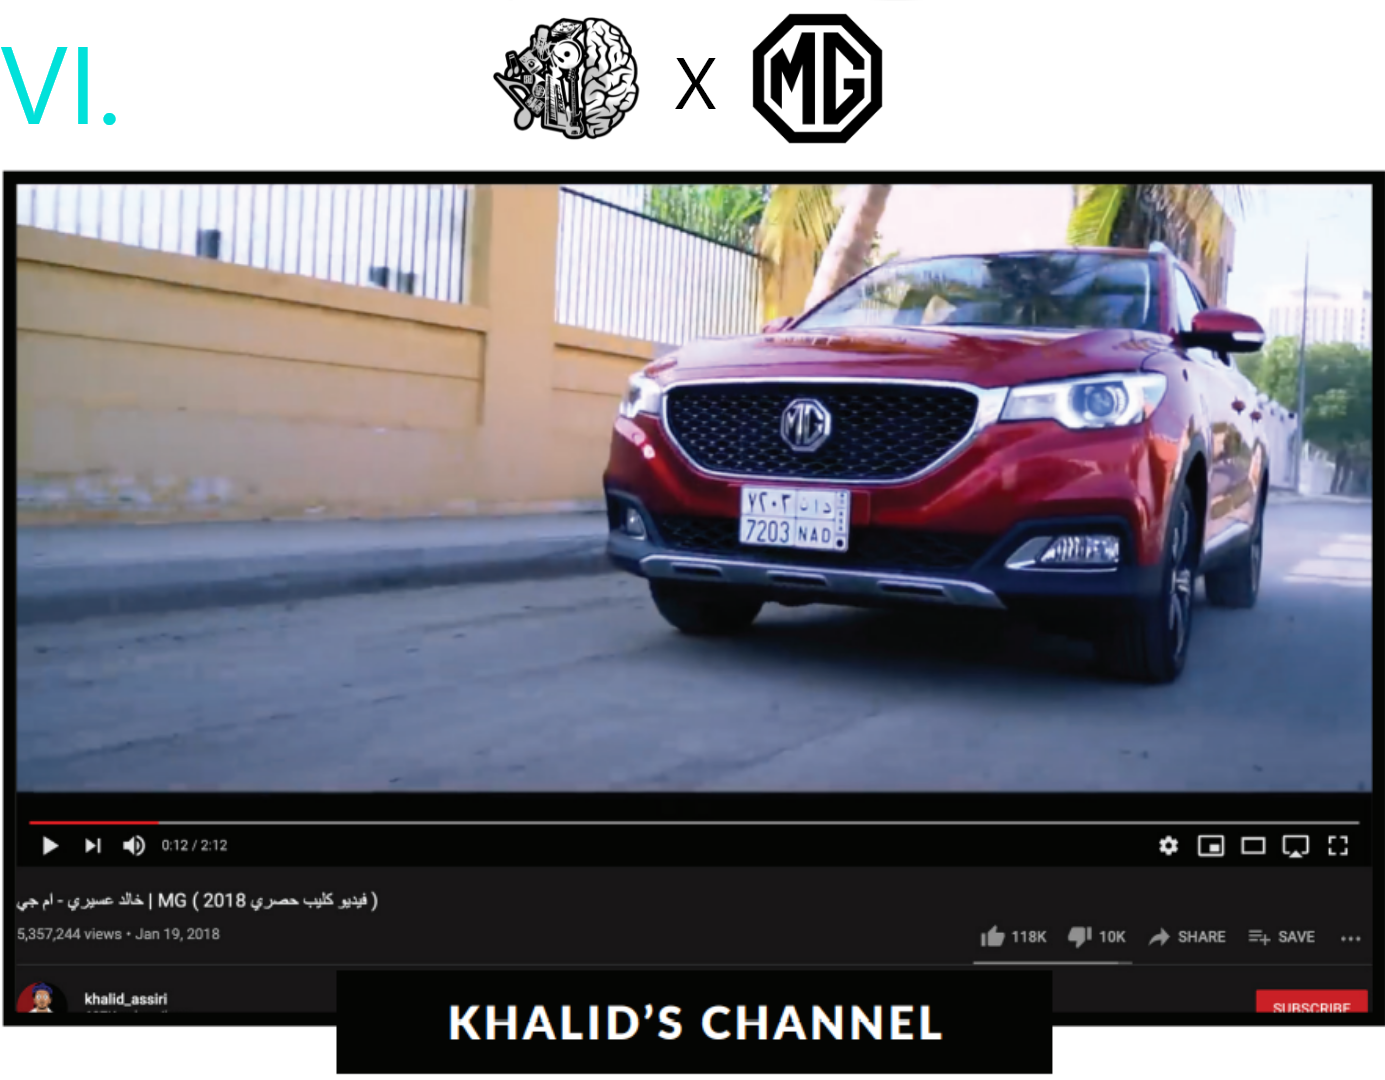 VI.
X MG
MG
٧٢٠٣ د ا ن
7203 NAD
0:12 / 2:12
خالد عسيري - ام جي | MG ( فيديو كليب حصري 2018 )
5,357,244 views • Jan 19, 2018
118K 10K SHARE SAVE
khalid_assiri
SUBSCRIBE
KHALID'S CHANNEL